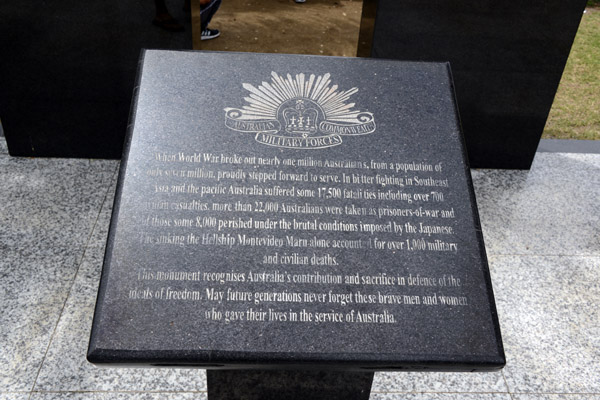 AUSTRALIAN COMMONWEALTH
MILITARY FORCES
When World War broke out nearly one million Australians, from a population of
only seven million, proudly stepped forward to serve. In bitter fighting in Southeast
Asia and the pacific Australia suffered some 17,500 fatalities including over 700
casualties, more than 22,000 Australians were taken as prisoners-of-war and
of those some 8,000 perished under the brutal conditions imposed by the Japanese.
The sinking the Hellship Montevideo Maru alone accounted for over 1,000 military
and civilian deaths.
This monument recognises Australia's contribution and sacrifice in defence of the
ideals of freedom. May future generations never forget these brave men and women
who gave their lives in the service of Australia.